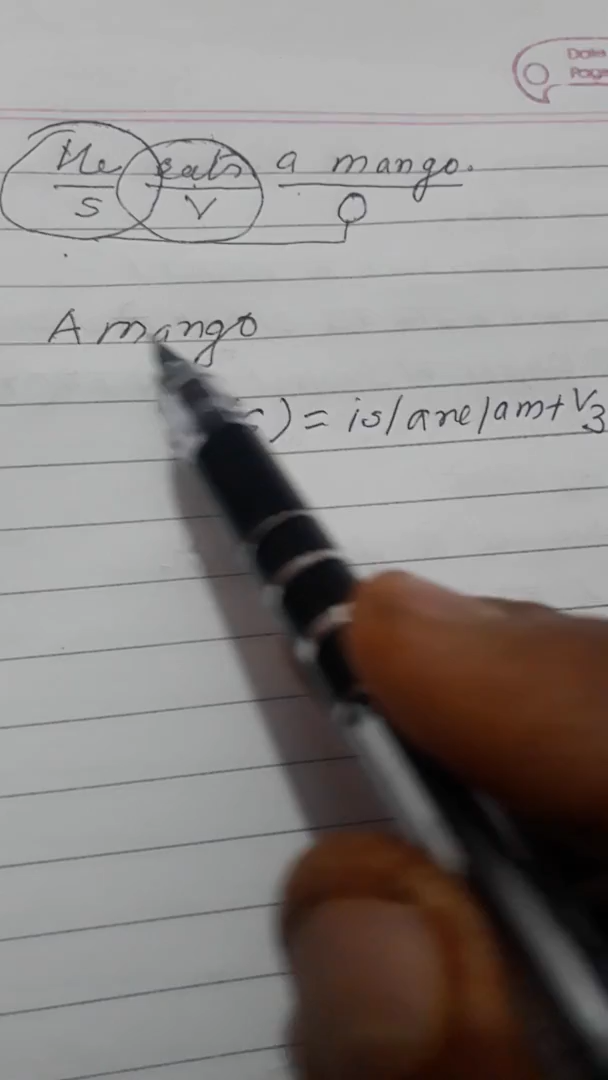 Date
Page
He eats a mango.
S V O
A mango
) = is/are/am+V3